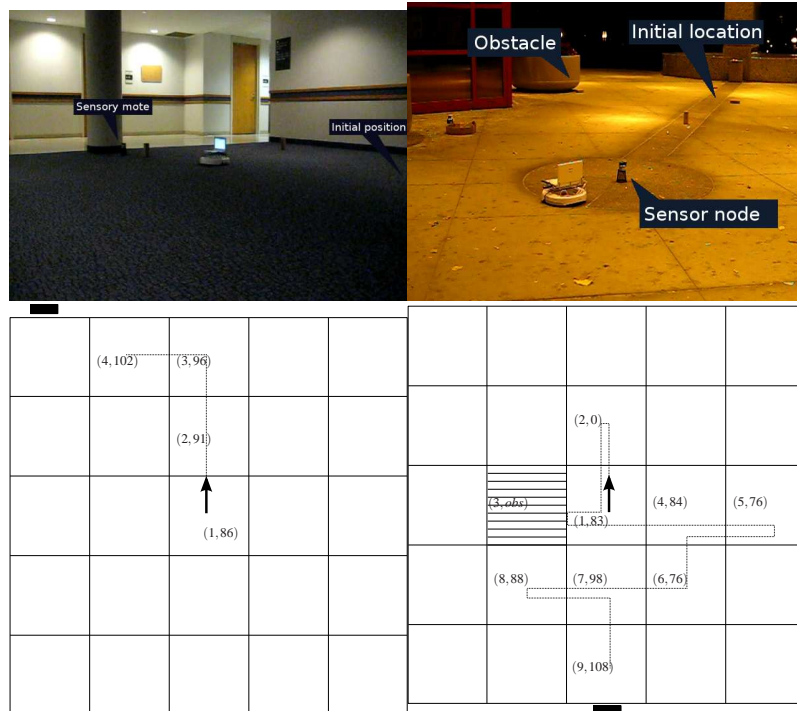 Sensory mote
Initial position
Obstacle
Initial location
Sensor node
(4,102)
(3,96)
(2,91)
(1,86)
(2,0)
(3,obs)
(4,84)
(5,76)
(1,83)
(8,88)
(7,98)
(6,76)
(9,108)